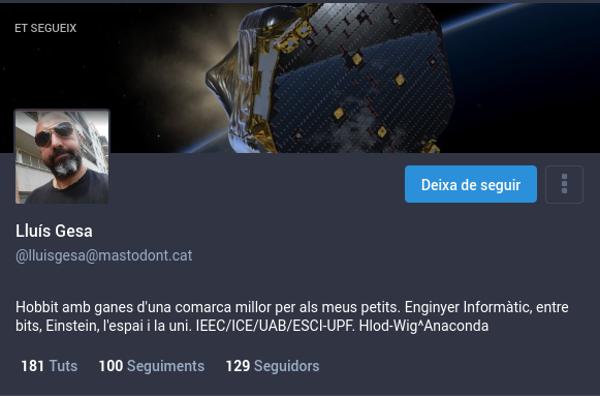 ET SEGUEIX
Deixa de seguir
Lluís Gesa
@lluisgesa@mastodont.cat
Hobbit amb ganes d'una comarca millor per als meus petits. Enginyer Informàtic, entre
bits, Einstein, l'espai i la uni. IEEC/ICE/UAB/ESCI-UPF. Hlod-Wig^Anaconda
181 Tuts 100 Seguiments 129 Seguidors